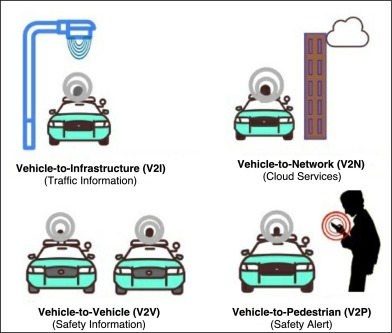 Vehicle-to-Infrastructure (V2I)
(Traffic Information)
Vehicle-to-Network (V2N)
(Cloud Services)
Vehicle-to-Vehicle (V2V)
(Safety Information)
Vehicle-to-Pedestrian (V2P)
(Safety Alert)